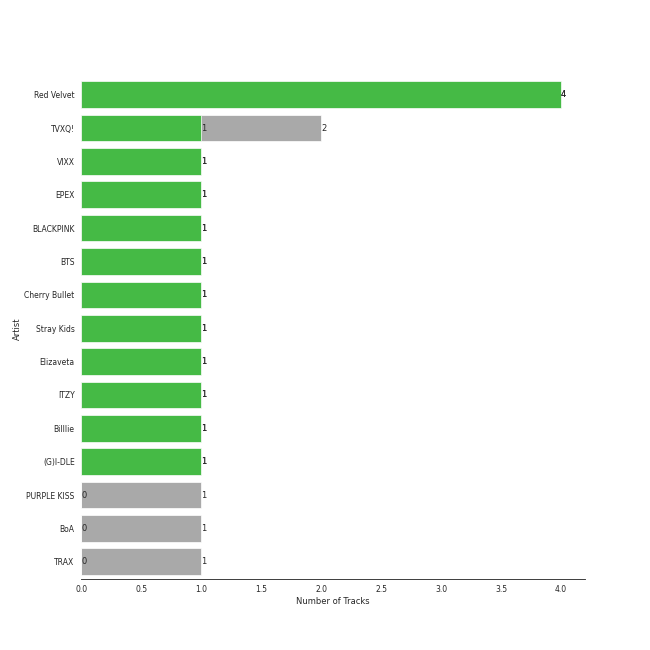 Red Velvet 4
TVXQ! 1 2
VIXX 1
EPEX 1
BLACKPINK 1
BTS 1
Cherry Bullet 1
Stray Kids 1
Elizaveta 1
ITZY 1
Billlie 1
(G)I-DLE 1
PURPLE KISS 0 1
BoA 0 1
TRAX 0 1
Artist
0.0 0.5 1.0 1.5 2.0 2.5 3.0 3.5 4.0
Number of Tracks